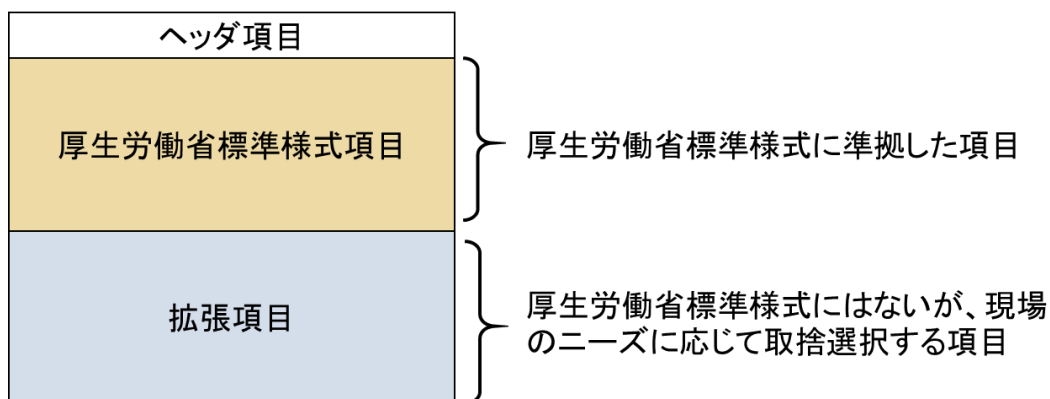 ヘッダ項目
厚生労働省標準様式項目
厚生労働省標準様式に準拠した項目
拡張項目
厚生労働省標準様式にはないが、現場
のニーズに応じて取捨選択する項目